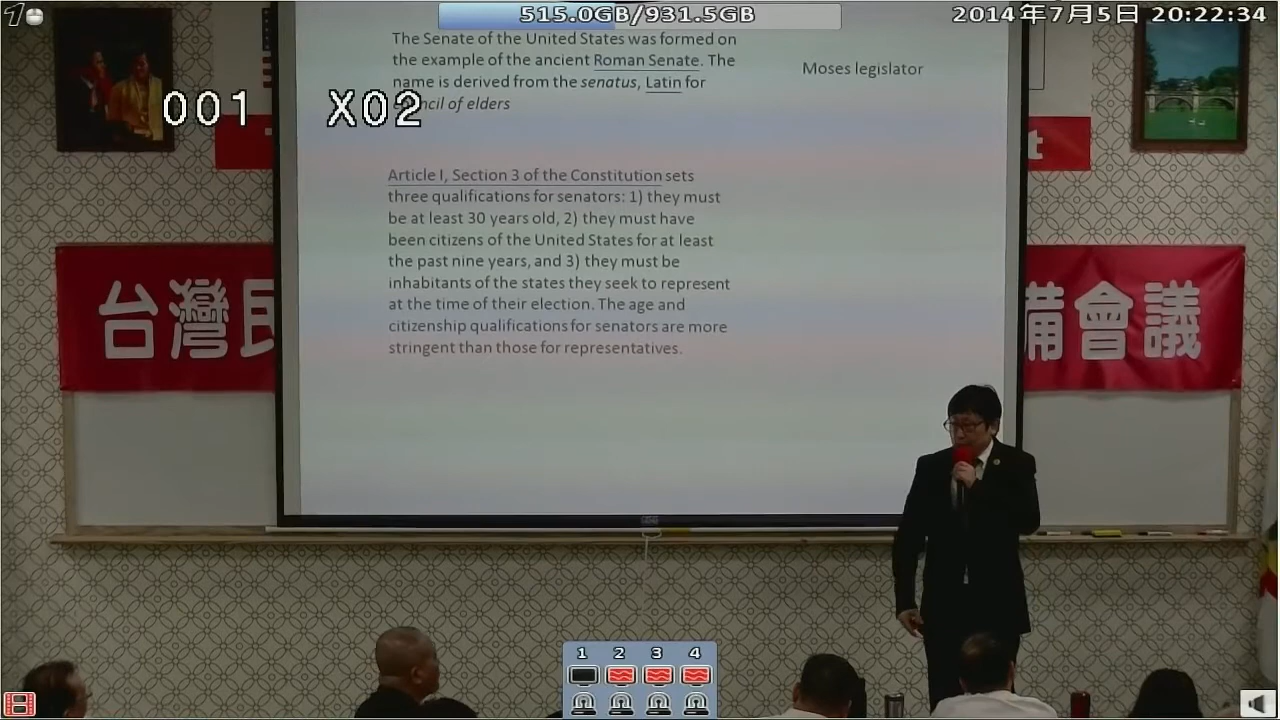 515.0GB/931.5GB
2014年7月5日 20:22:34
001 X02
The Senate of the United States was formed on
the example of the ancient Roman Senate. The
name is derived from the senatus, Latin for
council of elders
Moses legislator
Article I, Section 3 of the Constitution sets
three qualifications for senators: 1) they must
be at least 30 years old, 2) they must have
been citizens of the United States for at least
the past nine years, and 3) they must be
inhabitants of the states they seek to represent
at the time of their election. The age and
citizenship qualifications for senators are more
stringent than those for representatives.
t
台灣民
備會議
1 2 3 4